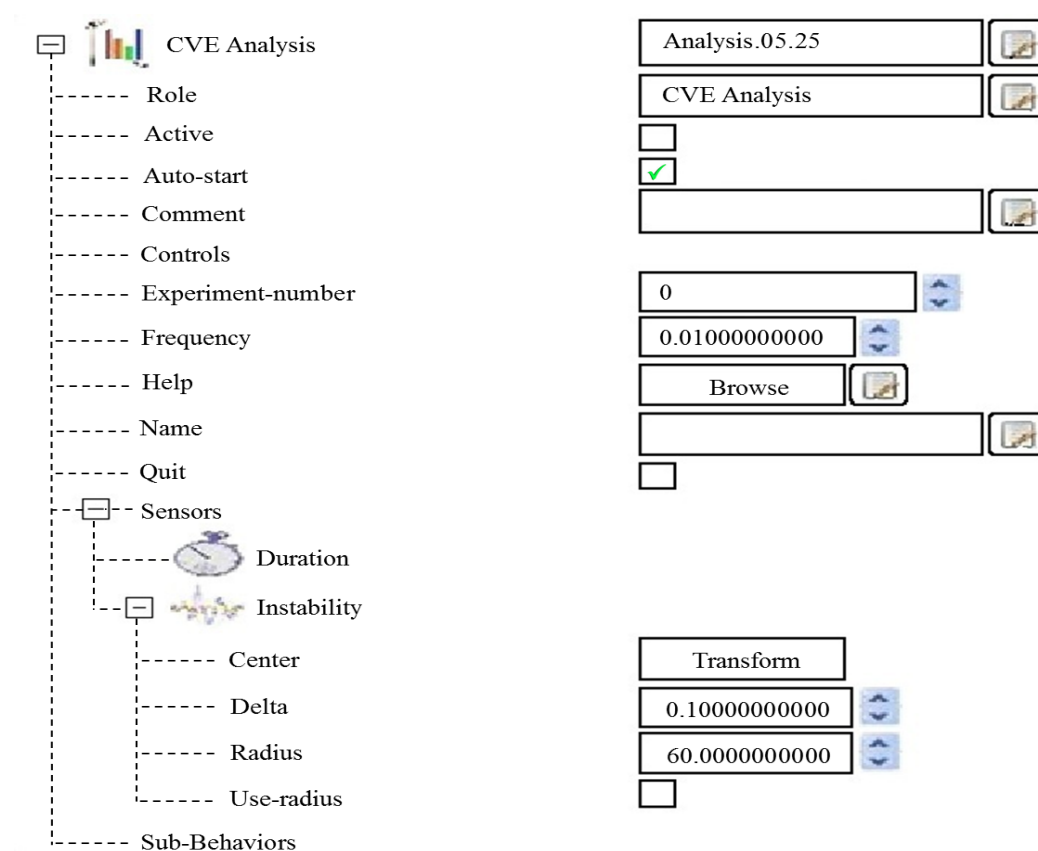 CVE Analysis Analysis.05.25
Role CVE Analysis
Active
Auto-start
Comment
Controls
Experiment-number 0
Frequency 0.01000000000
Help Browse
Name
Quit
Sensors
Duration
Instability
Center Transform
Delta 0.10000000000
Radius 60.0000000000
Use-radius
Sub-Behaviors